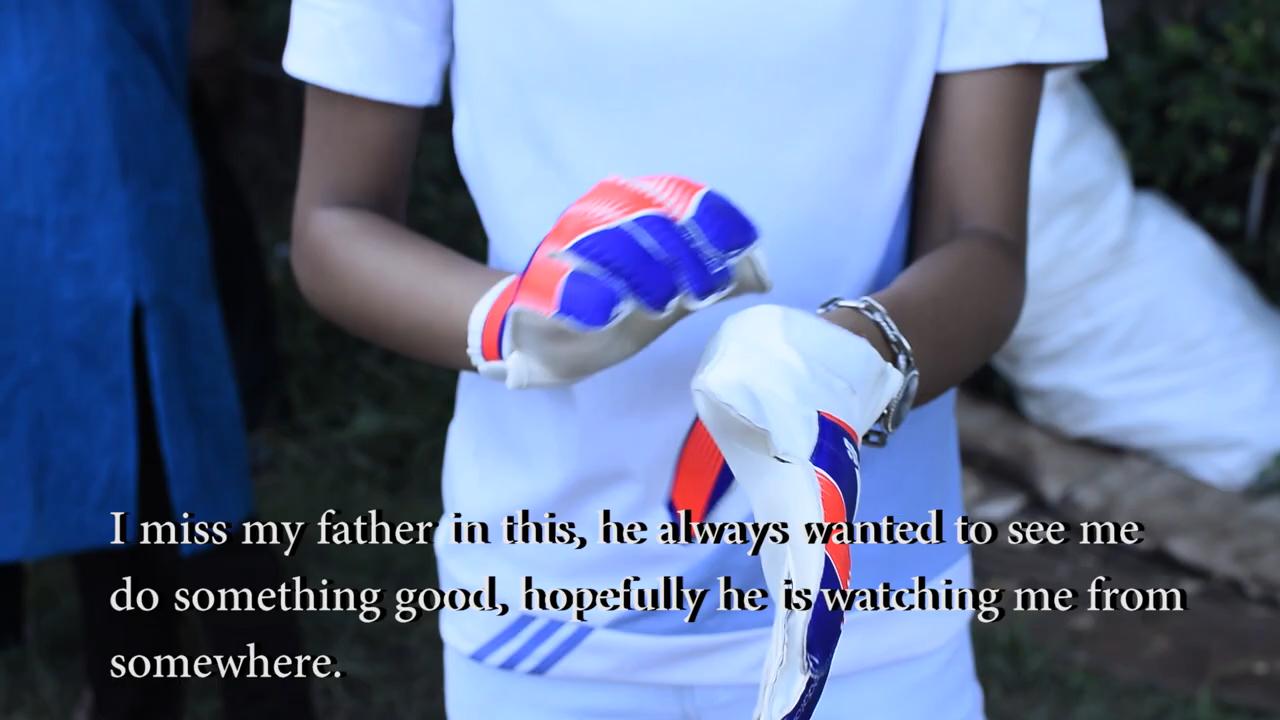 I miss my father in this, he always wanted to see me
do something good, hopefully he is watching me from
somewhere.